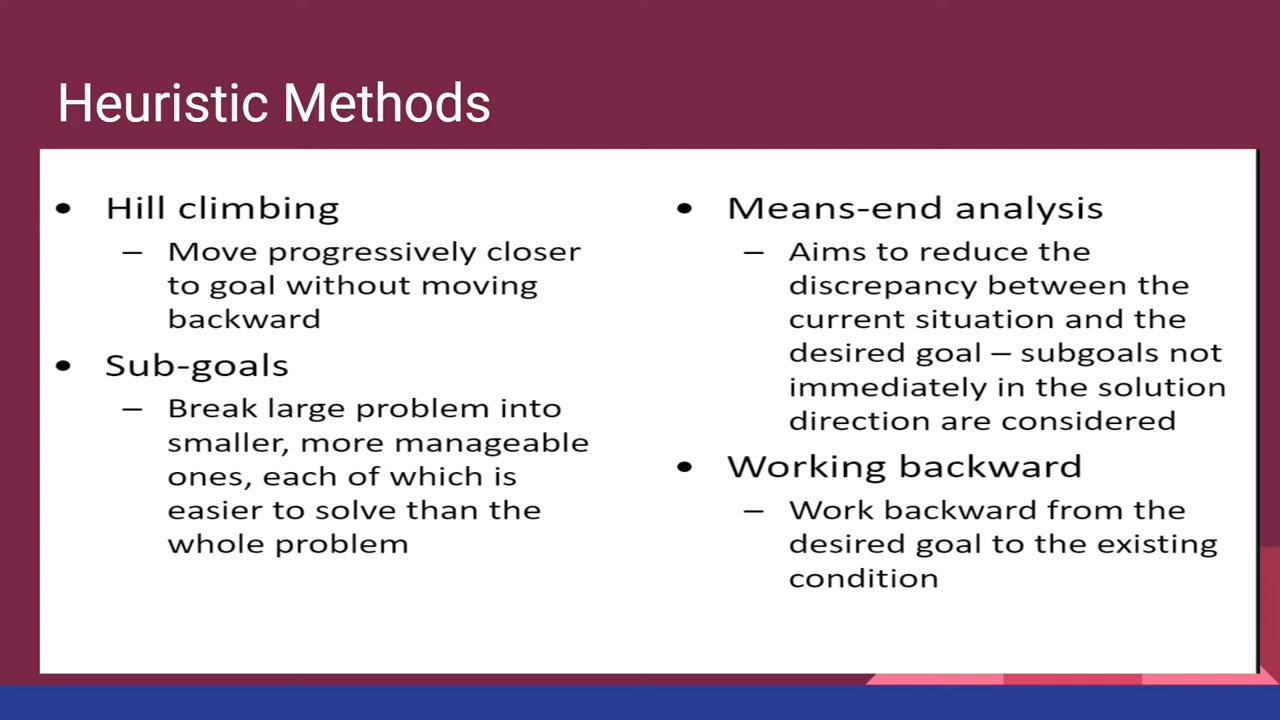 Heuristic Methods
• Hill climbing
– Move progressively closer
to goal without moving
backward
• Sub-goals
– Break large problem into
smaller, more manageable
ones, each of which is
easier to solve than the
whole problem
• Means-end analysis
– Aims to reduce the
discrepancy between the
current situation and the
desired goal – subgoals not
immediately in the solution
direction are considered
• Working backward
– Work backward from the
desired goal to the existing
condition